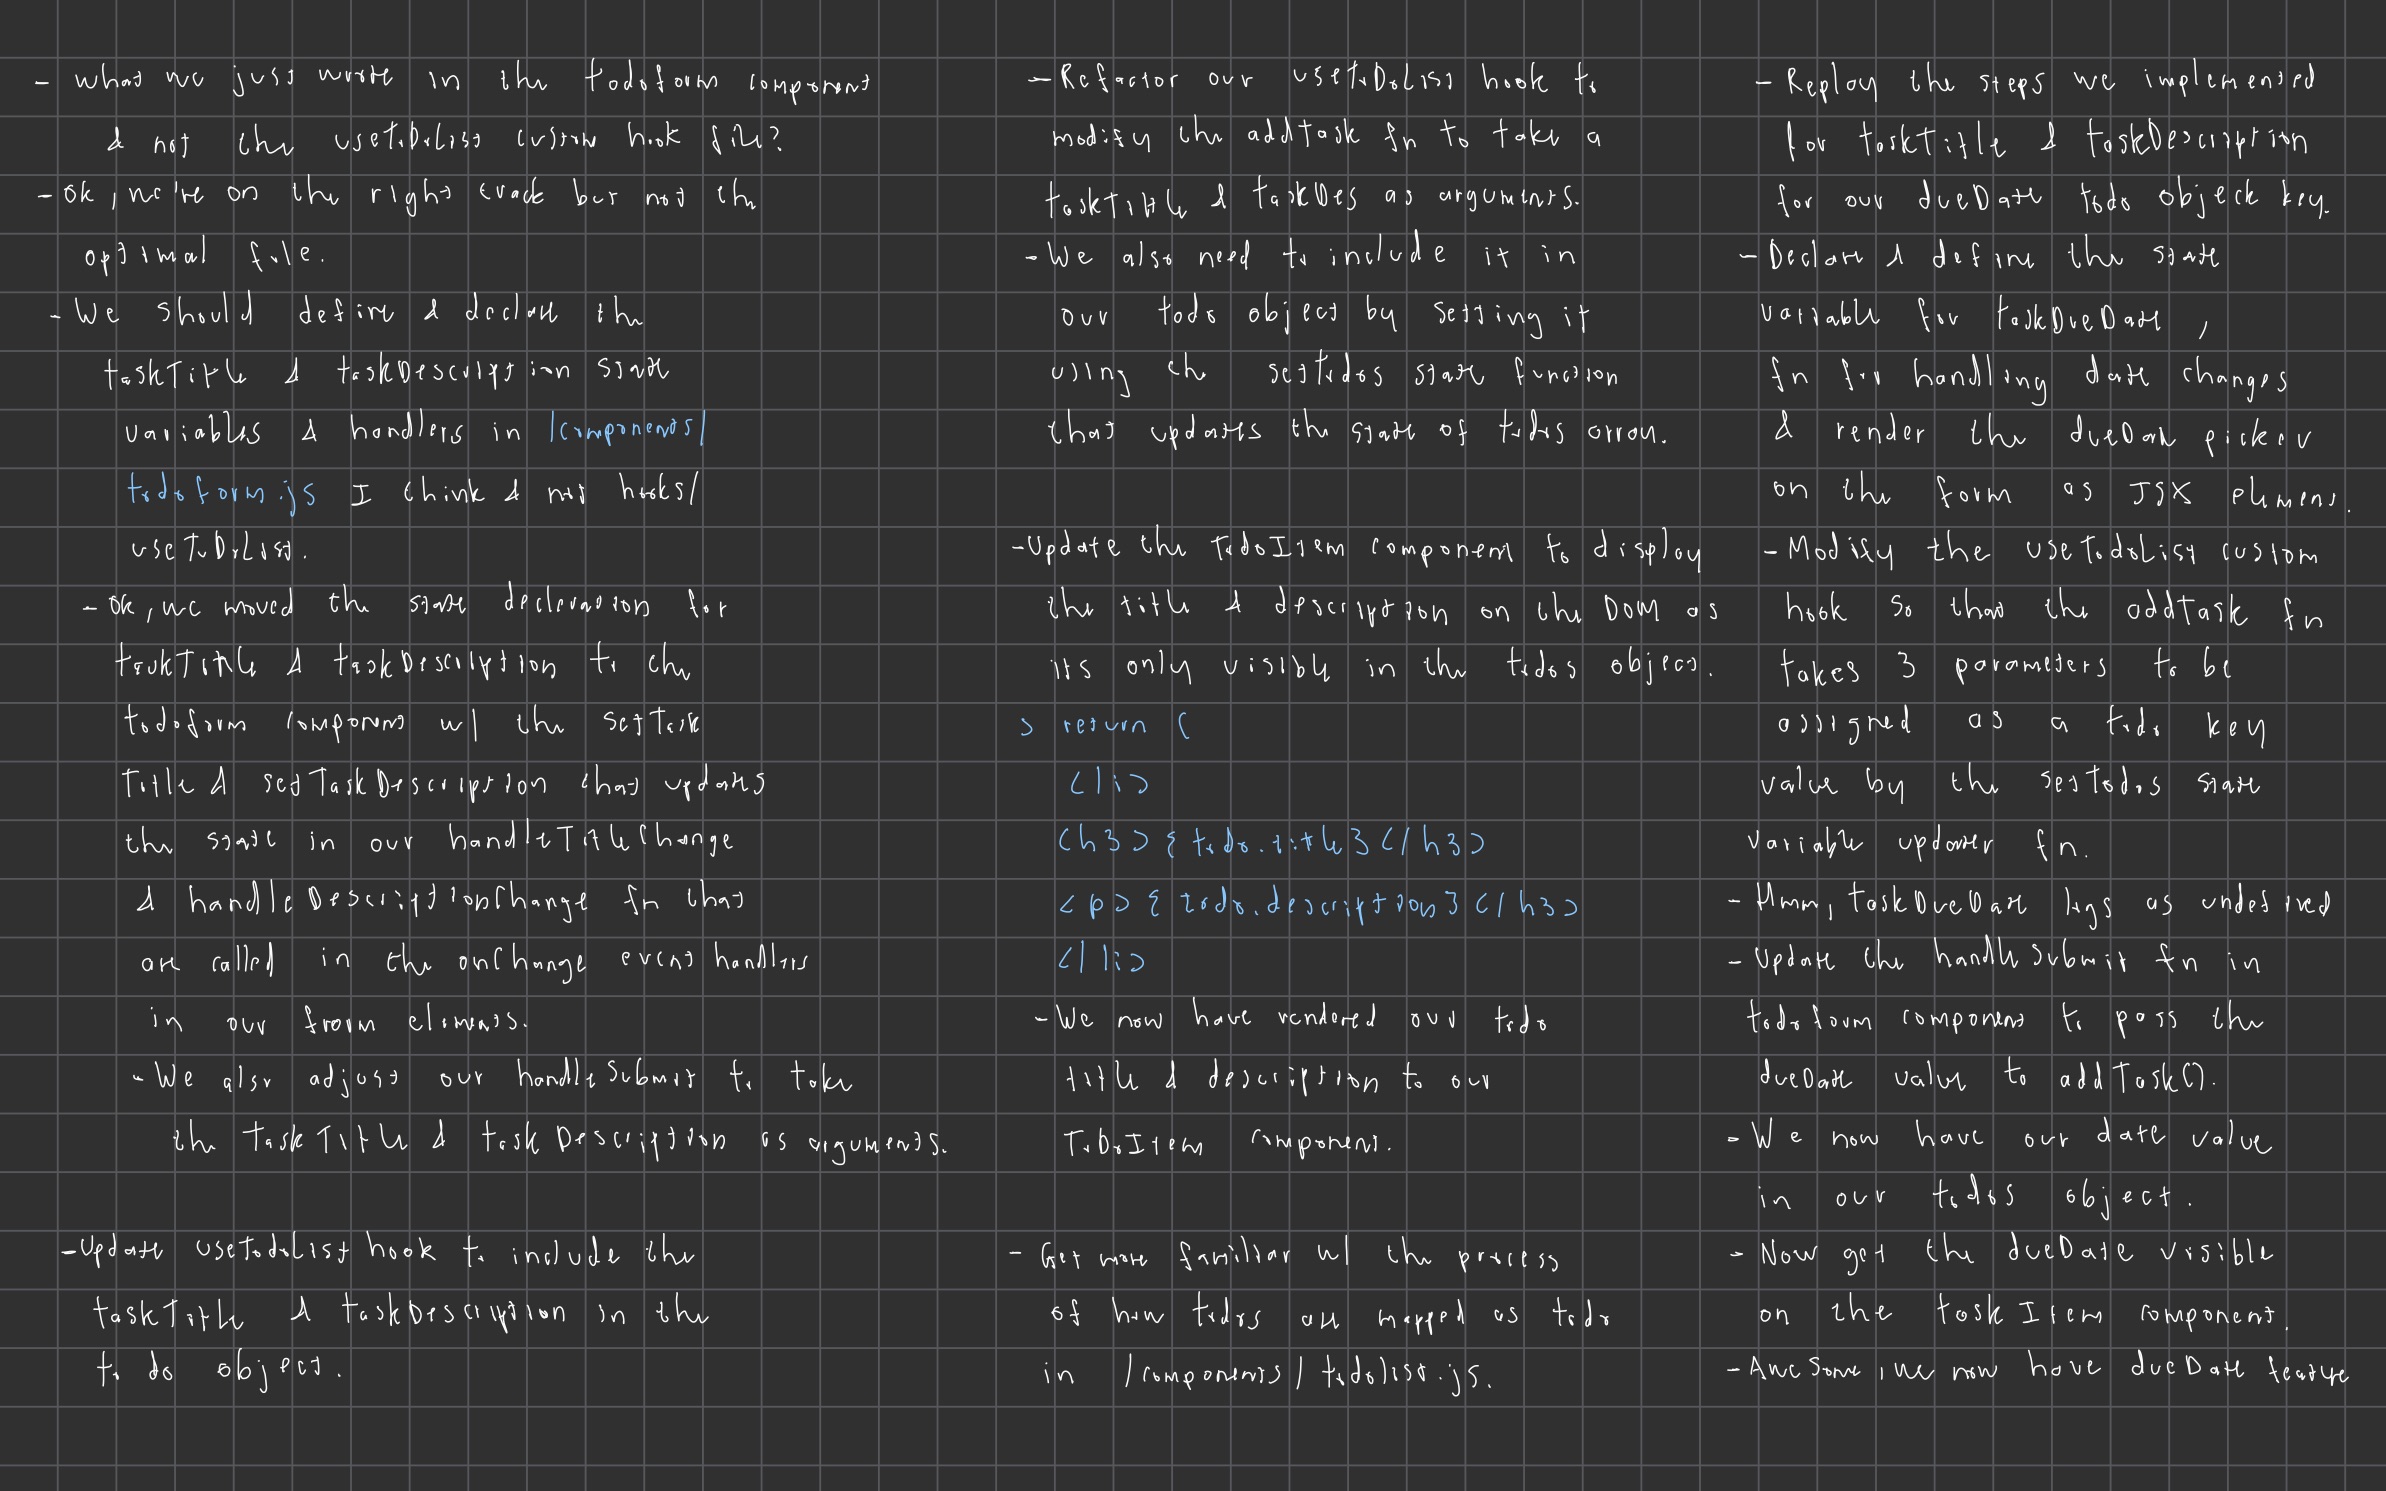 - what we just wrote in the todoform component
& not the useToDoList custom hook file?
- ok, we're on the right track but not the
optimal file.
- We should define & declare the
taskTitle & taskDescription state
variables & handlers in /components/
todoform.js I think & not hooks/
useToDoList.
- ok, we moved the state declaration for
taskTitle & taskDescription to the
todoform component w/ the setTask
Title & setTaskDescription that updates
the state in our handleTitleChange
& handleDescriptionChange fn that
are called in the onChange event handlers
in our from elements.
- We also adjust our handleSubmit to take
the taskTitle & taskDescription as arguments.
- Update useTodoList hook to include the
taskTitle & taskDescription in the
to do object.
- Refactor our useToDoList hook to
modify the addTask fn to take a
taskTitle & taskDes as arguments.
- We also need to include it in
our todo object by setting it
using the setTodos state function
that updates the state of todos array.
- Update the TodoItem component to display
the title & description on the DOM as
its only visible in the todos object.
> return (
<li>
<h3>{todo.title}</h3>
<p>{todo.description}</h3>
</li>
- We now have rendered our todo
title & description to our
ToDoItem component.
- Get more familiar w/ the process
of how todos are mapped as todo
in /components/todolist.js.
- Replay the steps we implemented
for taskTitle & taskDescription
for our dueDate todo objeck key.
- Declare & define the state
variable for taskDueDate,
fn for handling date changes
& render the dueDate picker
on the form as JSX element.
- Modify the useTodoList custom
hook so that the addTask fn
takes 3 parameters to be
assigned as a todo key
value by the setTodos state
variable updater fn.
- Hmm, taskDueDate logs as undefined
- Update the handleSubmit fn in
todoform component to pass the
dueDate value to addTask().
- We now have our date value
in our todos object.
- Now get the dueDate visible
on the taskItem component.
- Awesome, we now have dueDate feature